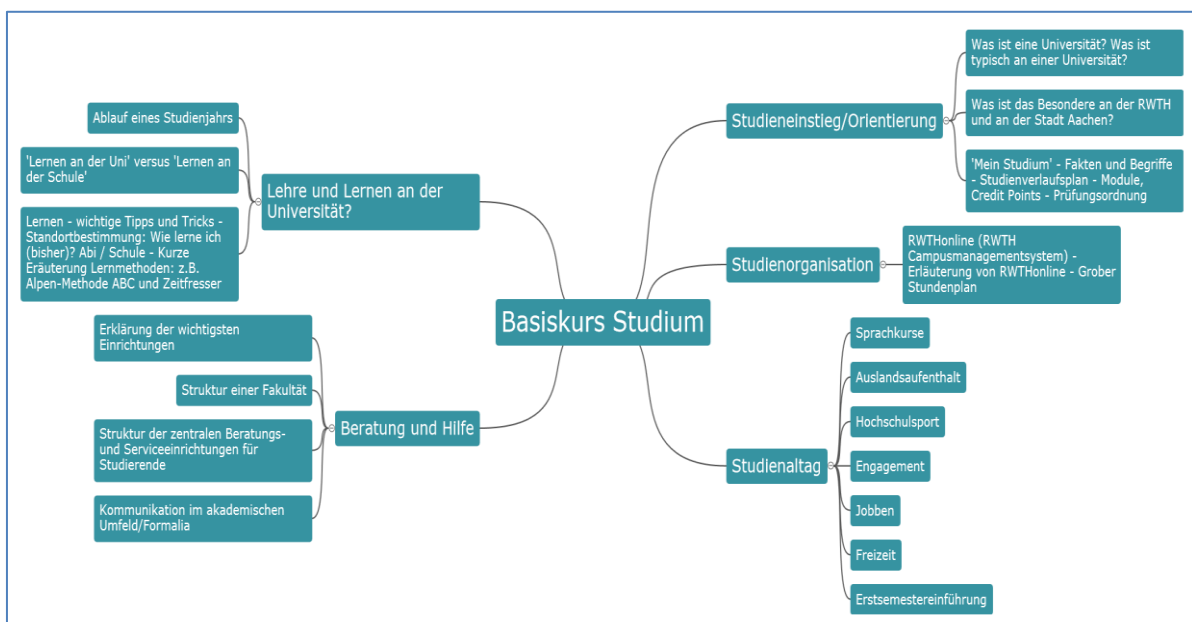 Basiskurs Studium
Studieneinstieg/Orientierung
Was ist eine Universität? Was ist
typisch an einer Universität?
Was ist das Besondere an der RWTH
und an der Stadt Aachen?
'Mein Studium' - Fakten und Begriffe
- Studienverlaufsplan - Module,
Credit Points - Prüfungsordnung
Studienorganisation
RWTHonline (RWTH
Campusmanagementsystem) -
Erläuterung von RWTHonline - Grober
Stundenplan
Studienaltag
Sprachkurse
Auslandsaufenthalt
Hochschulsport
Engagement
Jobben
Freizeit
Erstsemestereinführung
Lehre und Lernen an der
Universität?
Ablauf eines Studienjahrs
'Lernen an der Uni' versus 'Lernen an
der Schule'
Lernen - wichtige Tipps und Tricks -
Standortbestimmung: Wie lerne ich
(bisher)? Abi / Schule - Kurze
Eräuterung Lernmethoden: z.B.
Alpen-Methode ABC und Zeitfresser
Beratung und Hilfe
Erklärung der wichtigsten
Einrichtungen
Struktur einer Fakultät
Struktur der zentralen Beratungs-
und Serviceeinrichtungen für
Studierende
Kommunikation im akademischen
Umfeld/Formalia